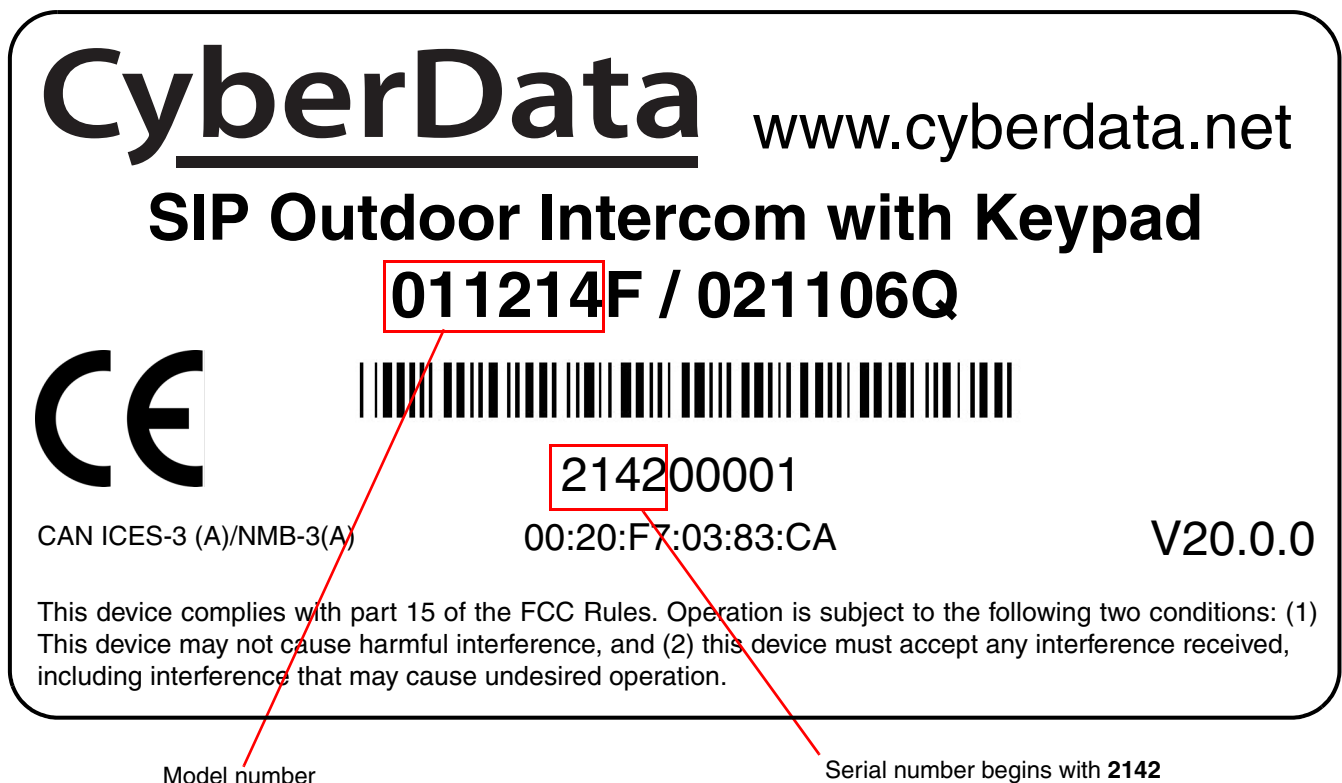 CyberData www.cyberdata.net
SIP Outdoor Intercom with Keypad
011214F / 021106Q
CE
214200001
CAN ICES-3 (A)/NMB-3(A) 00:20:F7:03:83:CA V20.0.0
This device complies with part 15 of the FCC Rules. Operation is subject to the following two conditions: (1)
This device may not cause harmful interference, and (2) this device must accept any interference received,
including interference that may cause undesired operation.
Model number Serial number begins with 2142